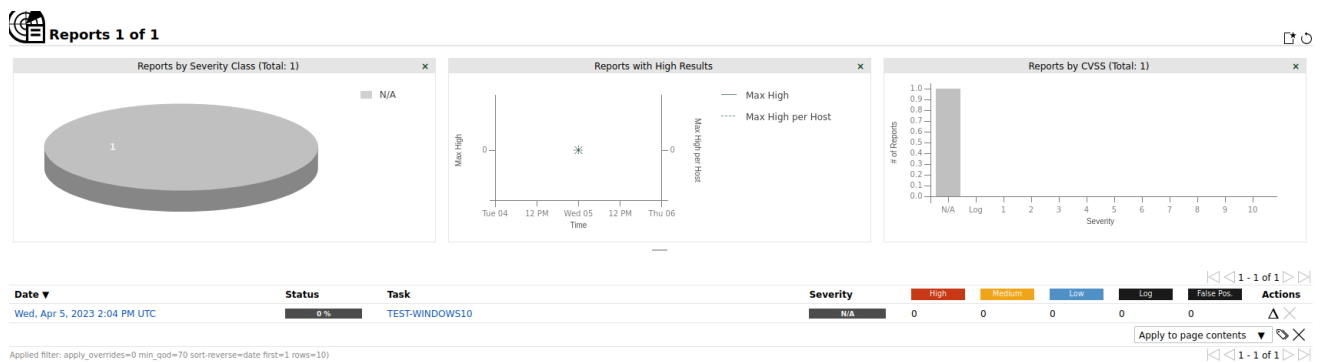 Reports 1 of 1
Reports by Severity Class (Total: 1)
×
N/A
1
Reports with High Results
×
Max High
Max High per Host
Max High
0
0
Max High per Host
Tue 04 12 PM Wed 05 12 PM Thu 06
Time
Reports by CVSS (Total: 1)
×
# of Reports
1.0
0.9
0.8
0.7
0.6
0.5
0.4
0.3
0.2
0.1
0.0
N/A Log 1 2 3 4 5 6 7 8 9 10
Severity
1 - 1 of 1
Date ▼ Status Task Severity High Medium Low Log False Pos. Actions
Wed, Apr 5, 2023 2:04 PM UTC 0 % TEST-WINDOWS10 N/A 0 0 0 0 0
Apply to page contents ▼
Applied filter: apply_overrides=0 min_qod=70 sort-reverse=date first=1 rows=10)
1 - 1 of 1